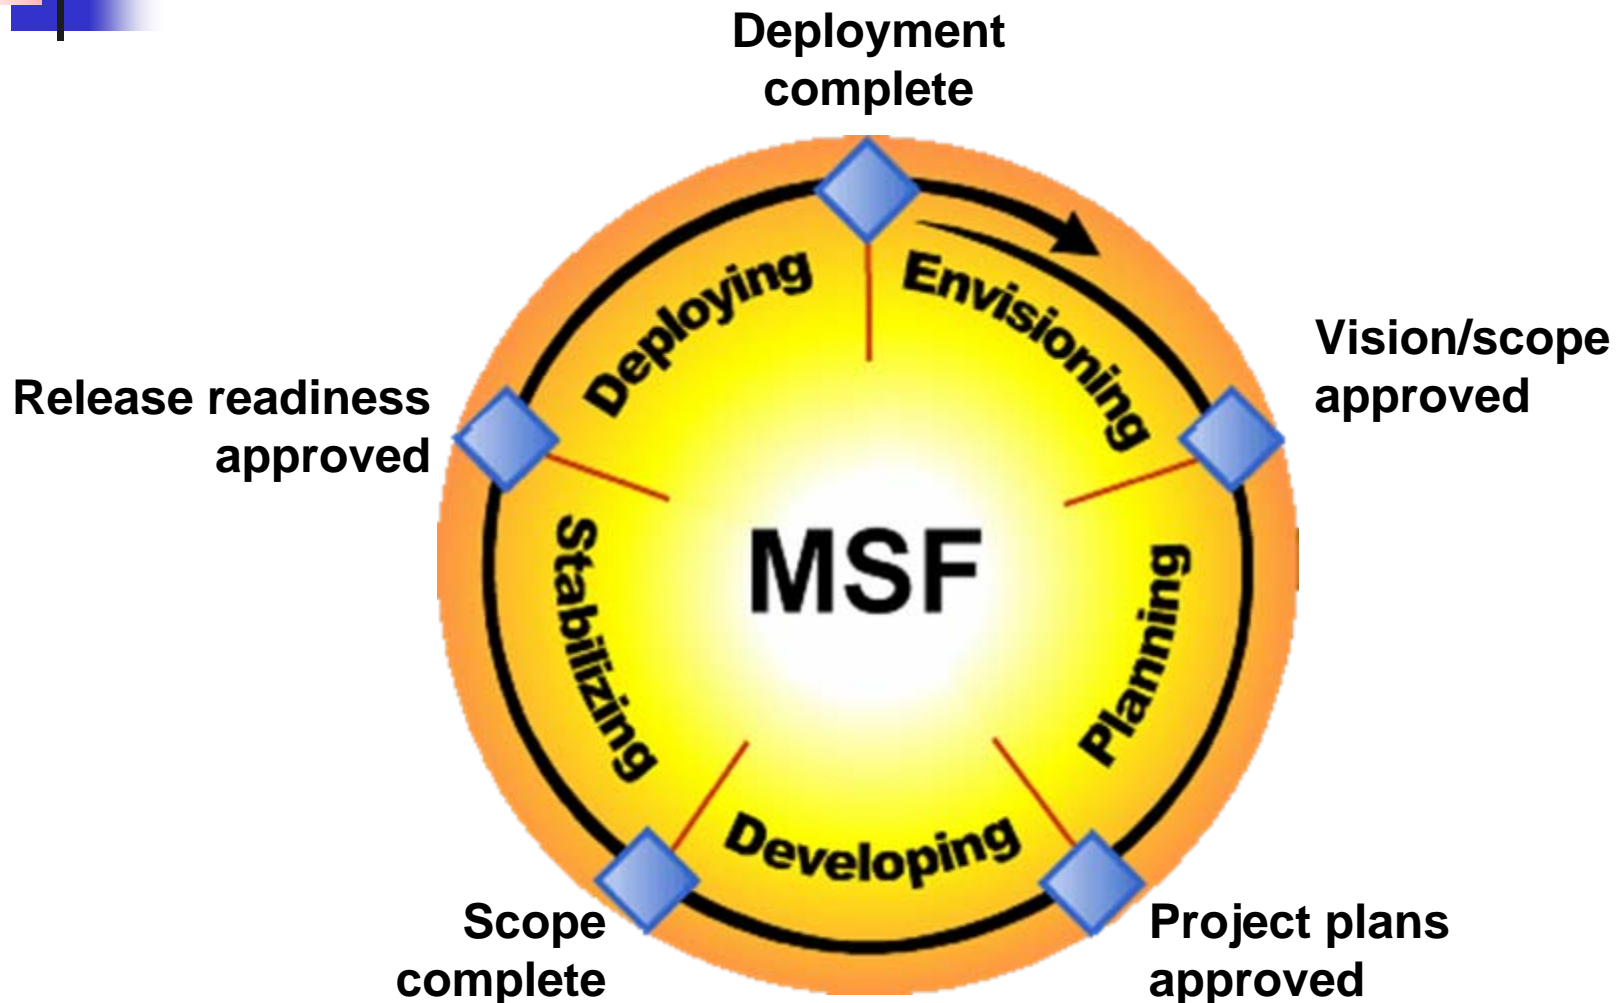 Deployment
complete
Envisioning
Vision/scope
approved
Planning
Project plans
approved
Developing
Scope
complete
Stabilizing
Release readiness
approved
Deploying
MSF